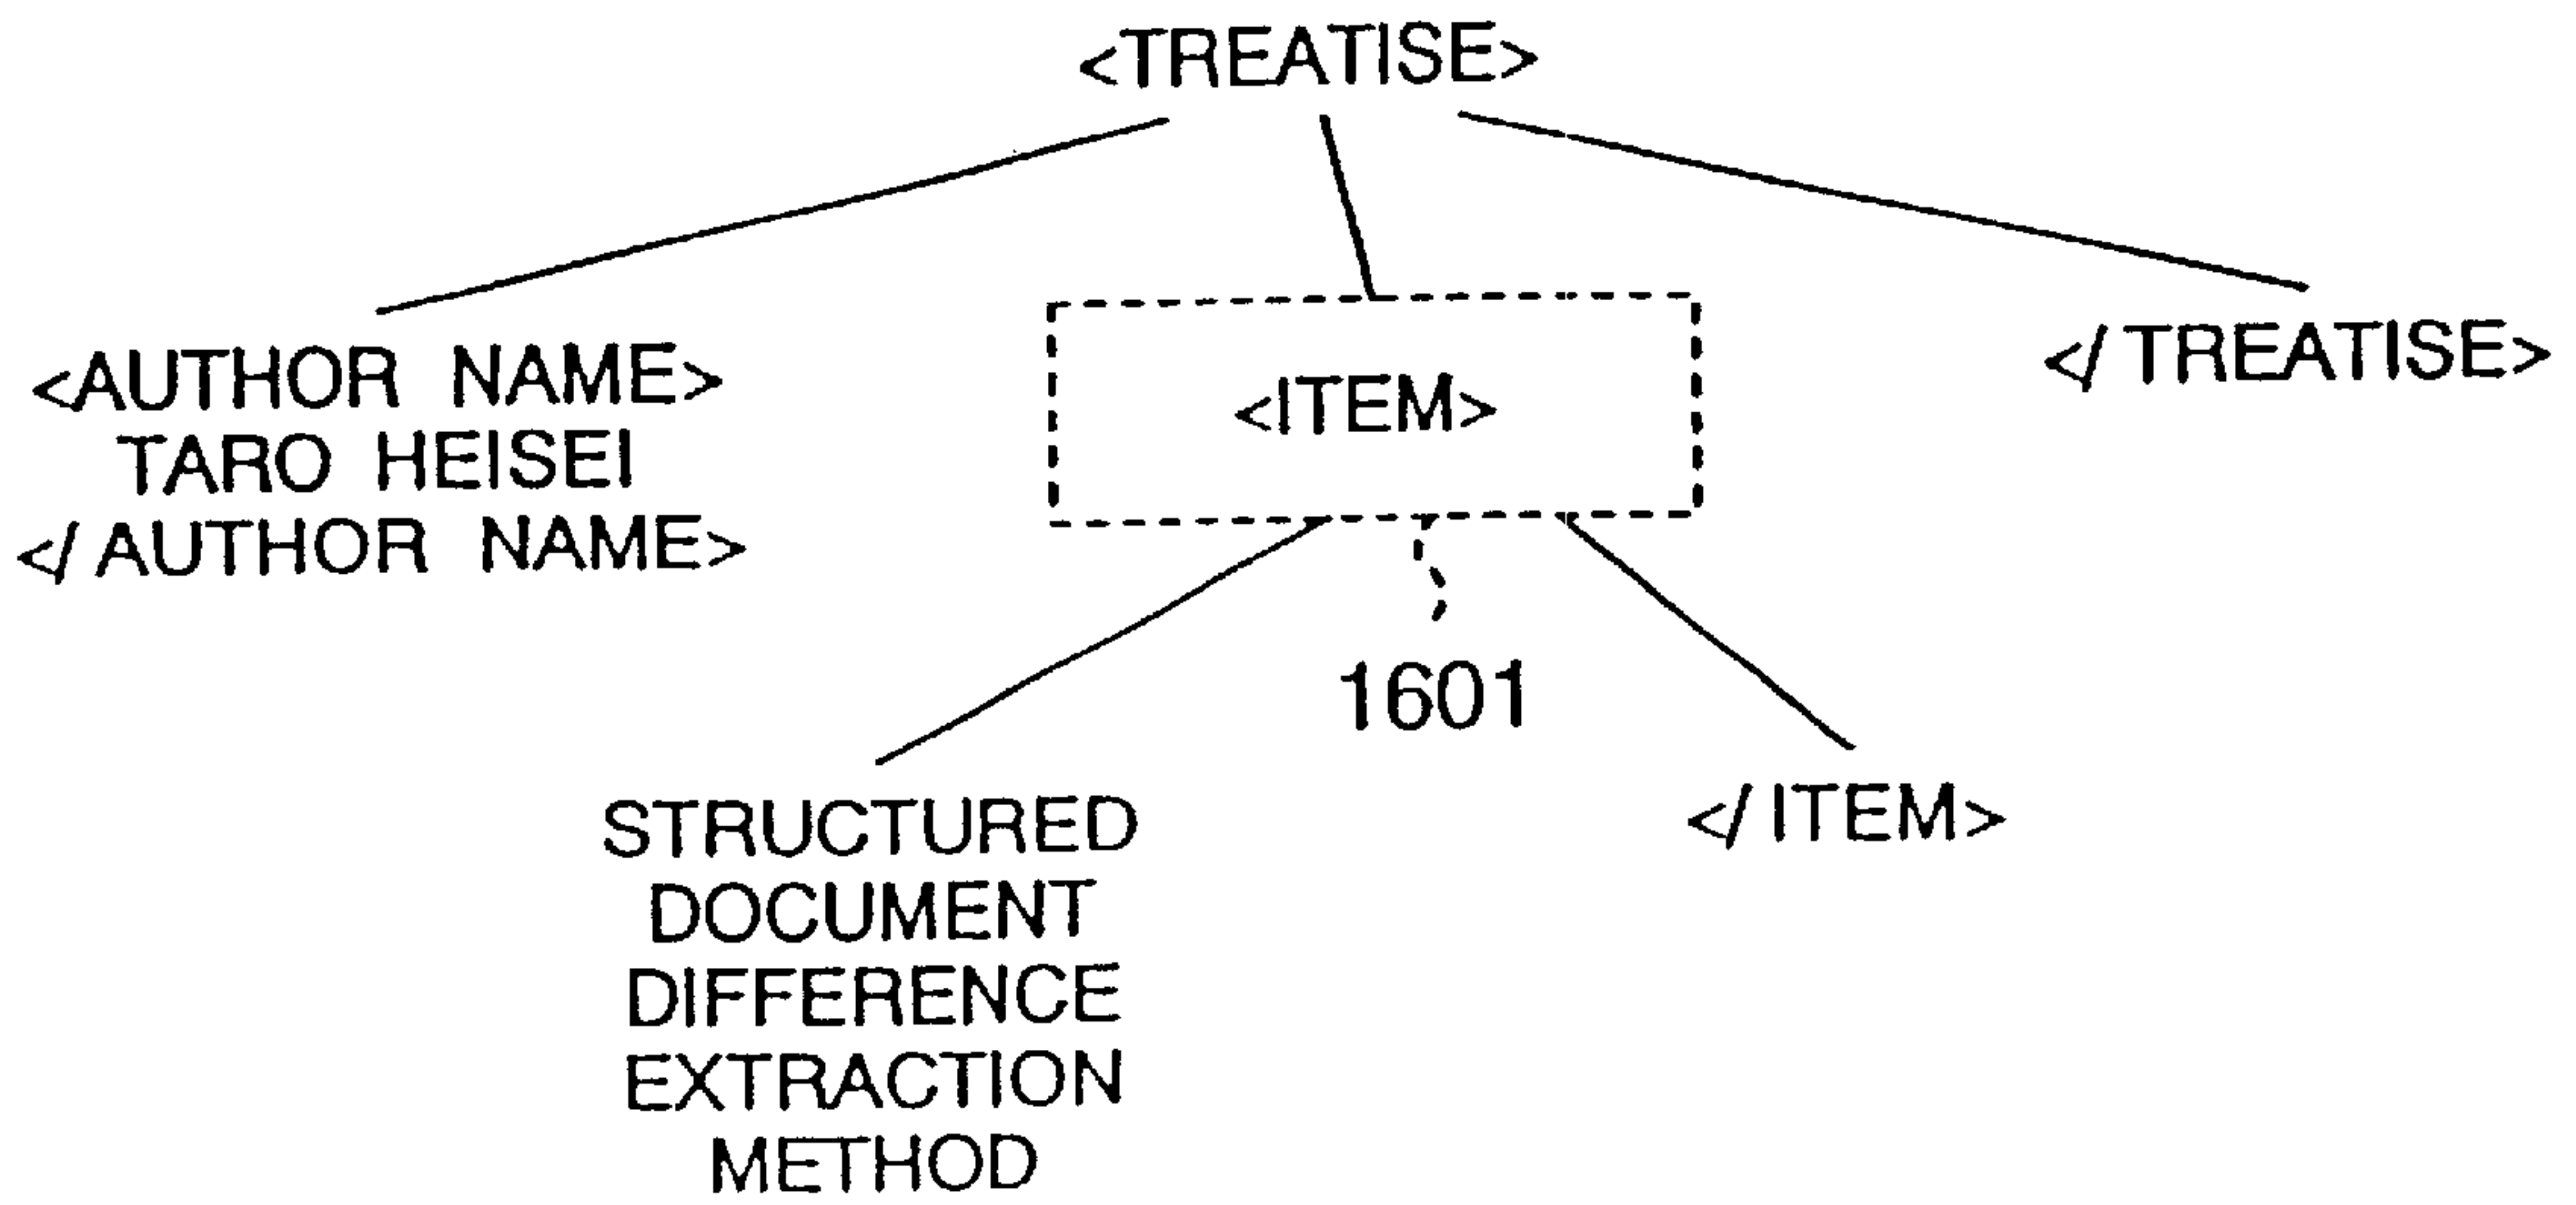 <TREATISE>
<AUTHOR NAME>
TARO HEISEI
</ AUTHOR NAME>
<ITEM>
</ TREATISE>
1601
STRUCTURED
DOCUMENT
DIFFERENCE
EXTRACTION
METHOD
</ ITEM>